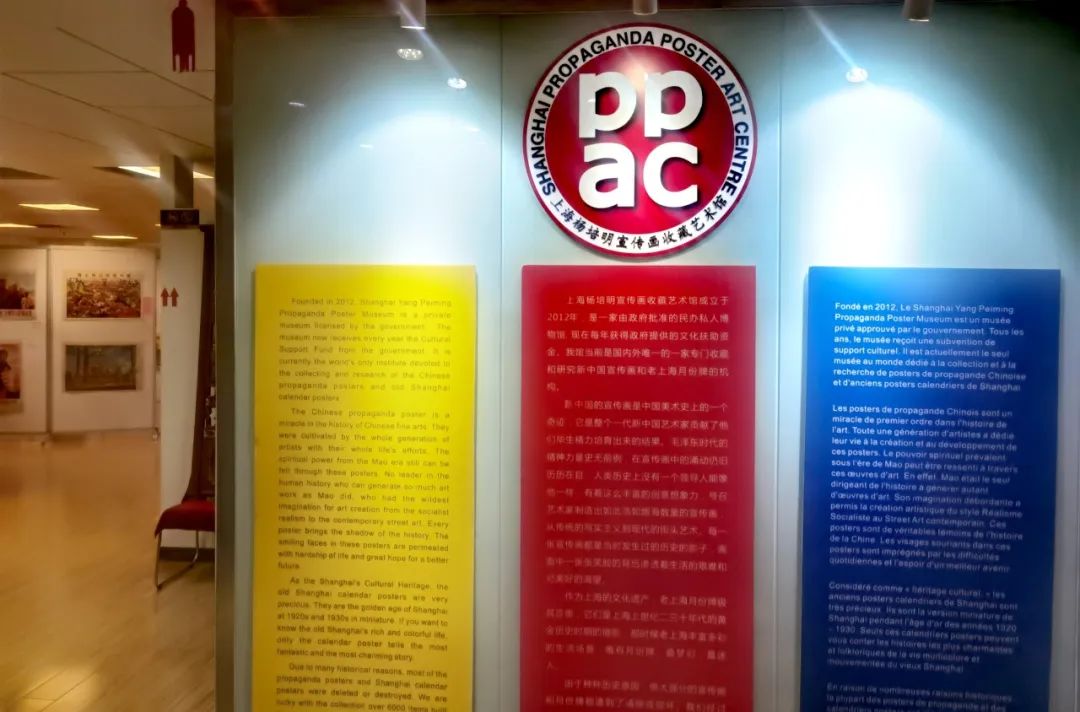 SHANGHAI PROPAGANDA POSTER ART CENTRE
pp
ac
上海杨培明宣传画收藏艺术馆
Founded in 2012, Shanghai Yang Peiming
Propaganda Poster Museum is a private
museum licensed by the government. The
museum now receives every year the Cultural
Support Fund from the government. It is
currently the world's only institute devoted to
the collecting and research of the Chinese
propaganda posters and old Shanghai
calendar posters
The Chinese propaganda poster is a
miracle in the history of Chinese fine arts. They
were cultivated by the whole generation of
artists with their whole life's efforts. The
spiritual power from the Mao era still can be
felt through these posters. No leader in the
human history who can generate so much art
work as Mao did, who had the wildest
imagination for art creation from the socialist
realism to the contemporary street art. Every
poster brings the shadow of the history. The
smiling faces in these posters are permeated
with hardship of life and great hope for a better
future.
As the Shanghai's Cultural Heritage, the
old Shanghai calendar posters are very
precious. They are the golden age of Shanghai
at 1920s and 1930s in miniature. If you want to
know the old Shanghai's rich and colorful life,
only the calendar poster tells the most
fantastic and the most charming story.
Due to many historical reasons, most of the
propaganda posters and Shanghai calendar
posters were deleted or destroyed. We are
lucky with the collection over 6000 items
上海杨培明宣传画收藏艺术馆成立于
2012年，是一家由政府批准的民办私人博
物馆,现在每年获得政府提供的文化扶助资
金。我馆当前是国内外唯一的一家专门收藏
和研究新中国宣传画和老上海月份牌的机
构。
新中国的宣传画是中国美术史上的一个
奇迹，它是整个一代新中国艺术家贡献了他
们毕生精力培育出来的结果。毛泽东时代的
精神力量史无前例，在宣传画中的涌动仍旧
历历在目，人类历史上没有一个领导人能像
他一样，有着这么丰富的创意想象力，号召
艺术家制造出如此浩如烟海数量的宣传画，
从传统的写实主义到现代的街头艺术。每一
张宣传画都是当时发生过的历史的影子，画
面中一张张笑脸的背后渗透着生活的艰难和
对美好的渴望。
作为上海的文化遗产，老上海月份牌极
其珍贵，它们是上海上世纪二三十年代的黄
金历史时期的缩影，那时候老上海丰富多彩
的生活场景，唯有月份牌，最梦幻，最迷
人。
由于种种历史原因，绝大部分的宣传画
和月份牌遭到了清除或毁坏，我们经过
Fondé en 2012, Le Shanghai Yang Peiming
Propaganda Poster Museum est un musée
privé approuvé par le gouvernement. Tous les
ans, le musée reçoit une subvention de
support culturel. Il est actuellement le seul
musée au monde dédié à la collection et à la
recherche de posters de propagande Chinoise
et d'anciens posters calendriers de Shanghai
Les posters de propagande Chinois sont un
miracle de premier ordre dans l'histoire de
l'art. Toute une génération d'artistes a dédié
leur vie à la création et au développement de
ces posters. Le pouvoir spirituel prévalent
sous l'ère de Mao peut être ressenti à travers
ces œuvres d'art. En effet, Mao était le seul
dirigeant de l'histoire à générer autant
d'œuvres d'art. Son imagination débordante a
permis la création artistique du style Réalisme
Socialiste au Street Art contemporain. Ces
posters sont de véritables témoins de l'histoire
de la Chine. Les visages souriants dans ces
posters sont imprégnés par les difficultés
quotidiennes et l'espoir d'un meilleur avenir
Considéré comme « héritage culturel, » les
anciens posters calendriers de Shanghai sont
très précieux. Ils sont la version miniature de
Shanghai pendant l'âge d'or des années 1920
- 1930. Seuls ces calendriers posters peuvent
vous conter les histoires les plus charmantes
et folkloriques de la vie multicolore et
mouvementée du vieux Shanghai.
En raison de nombreuses raisons historiques
la plupart des posters de propagande et des